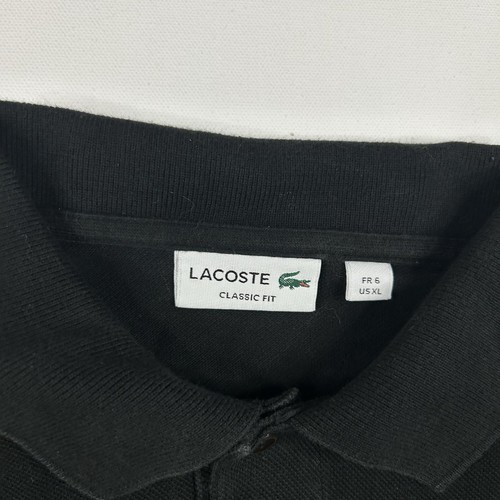 LACOSTE
CLASSIC FIT
FR 6
US XL